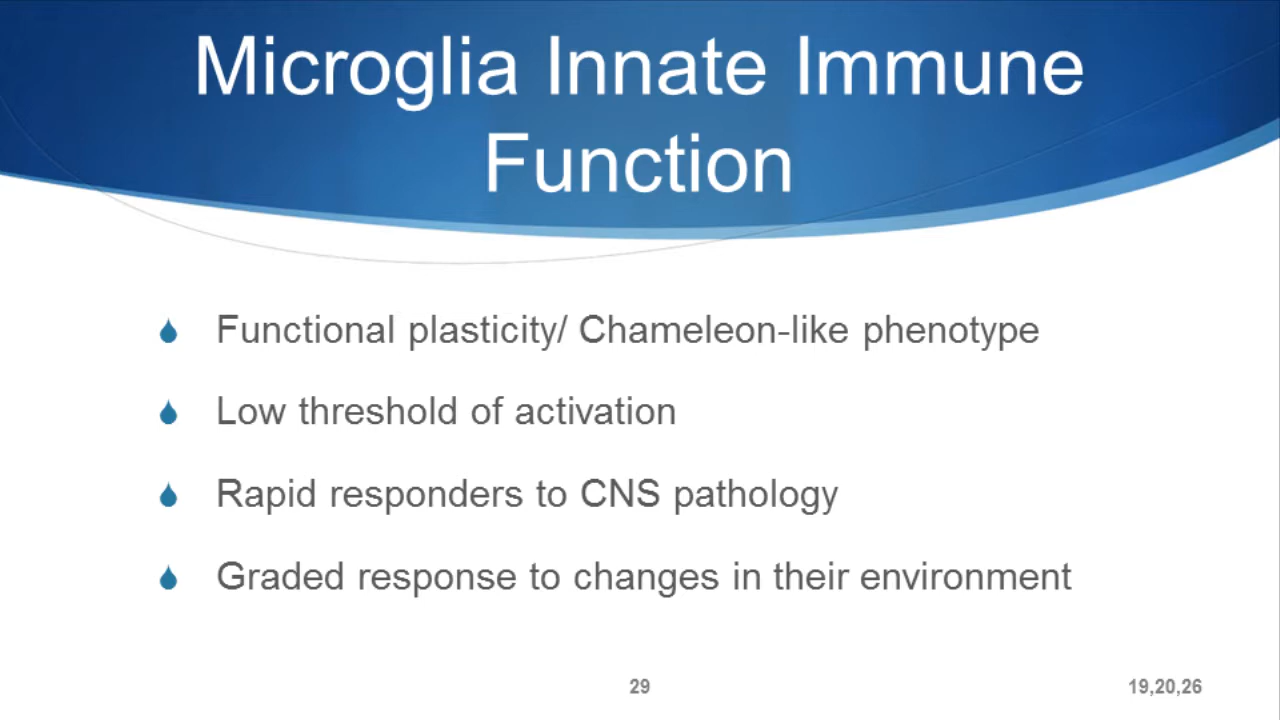 Microglia Innate Immune
Function
Functional plasticity/ Chameleon-like phenotype
Low threshold of activation
Rapid responders to CNS pathology
Graded response to changes in their environment
29
19,20,26